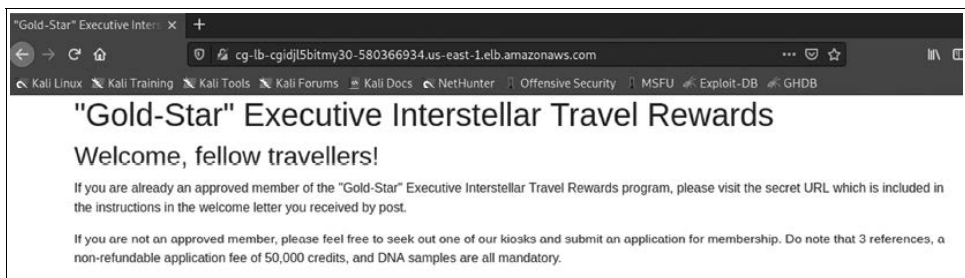 "Gold-Star" Executive Inter:
cg-lb-cgidjl5bitmy30-580366934.us-east-1.elb.amazonaws.com
Kali Linux Kali Training Kali Tools Kali Forums Kali Docs NetHunter Offensive Security MSFU Exploit-DB GHDB
"Gold-Star" Executive Interstellar Travel Rewards
Welcome, fellow travellers!
If you are already an approved member of the "Gold-Star" Executive Interstellar Travel Rewards program, please visit the secret URL which is included in
the instructions in the welcome letter you received by post.
If you are not an approved member, please feel free to seek out one of our kiosks and submit an application for membership. Do note that 3 references, a
non-refundable application fee of 50,000 credits, and DNA samples are all mandatory.